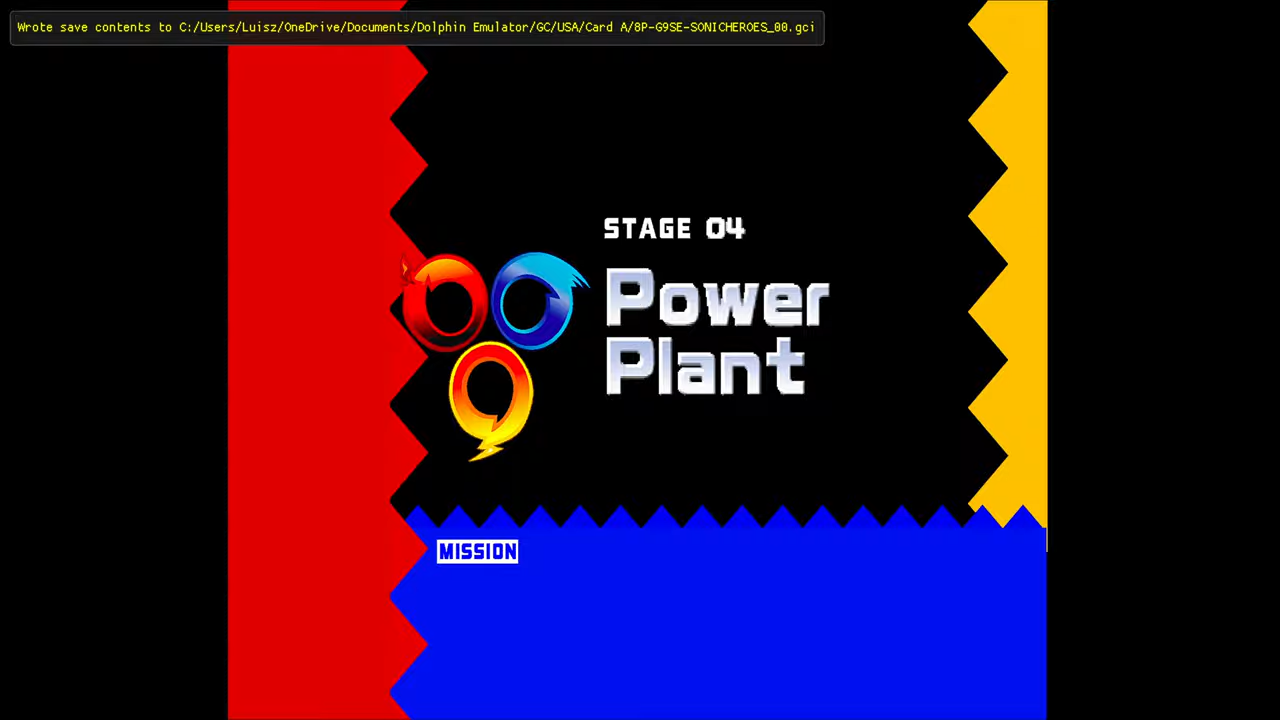 Wrote save contents to C:/Users/Luisz/OneDrive/Documents/Dolphin Emulator/GC/USA/Card A/8P-G9SE-SONICHEROES_00.gci
STAGE 04
Power
Plant
MISSION